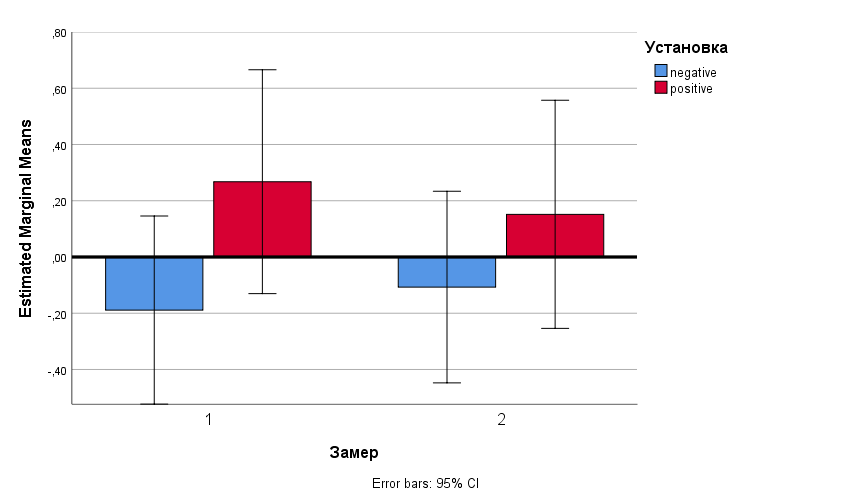 Установка
negative
positive
Estimated Marginal Means
,80
,60
,40
,20
,00
-,20
-,40
1
2
Замер
Error bars: 95% CI